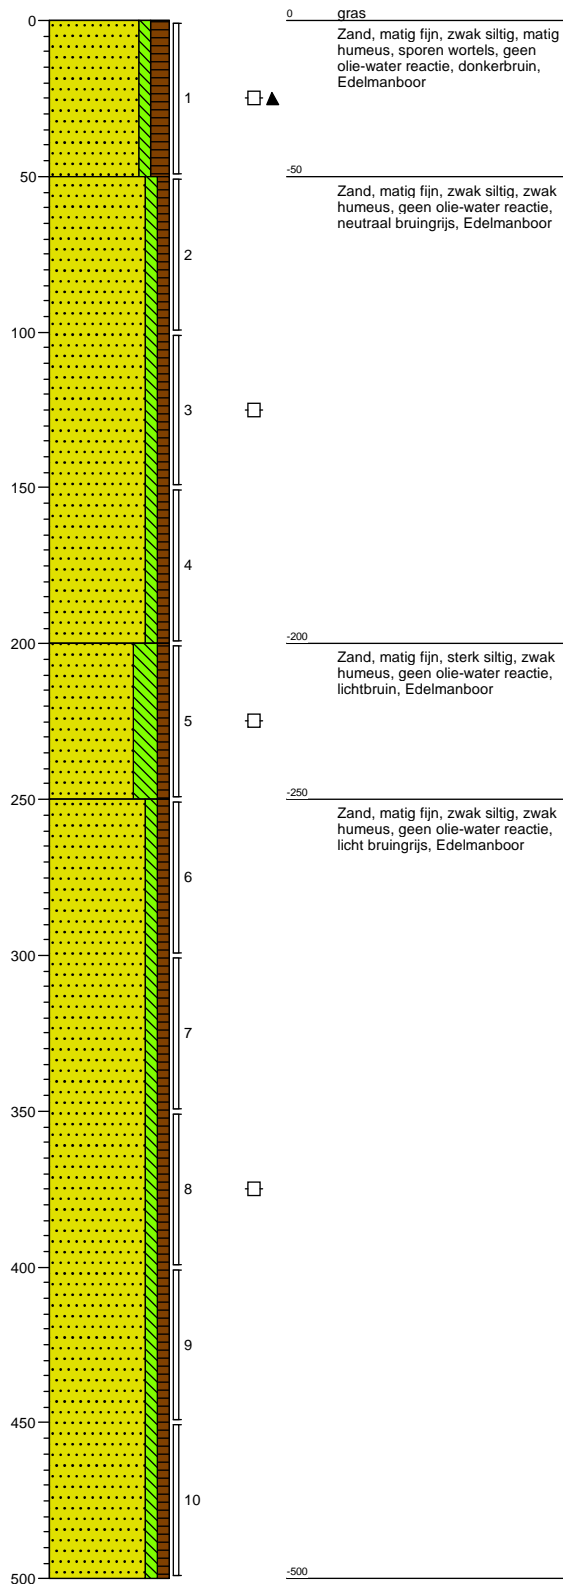 0
50
100
150
200
250
300
350
400
450
500
1
2
3
4
5
6
7
8
9
10
0
gras
Zand, matig fijn, zwak siltig, matig
humeus, sporen wortels, geen
olie-water reactie, donkerbruin,
Edelmanboor
-50
Zand, matig fijn, zwak siltig, zwak
humeus, geen olie-water reactie,
neutraal bruingrijs, Edelmanboor
-200
Zand, matig fijn, sterk siltig, zwak
humeus, geen olie-water reactie,
lichtbruin, Edelmanboor
-250
Zand, matig fijn, zwak siltig, zwak
humeus, geen olie-water reactie,
licht bruingrijs, Edelmanboor
-500